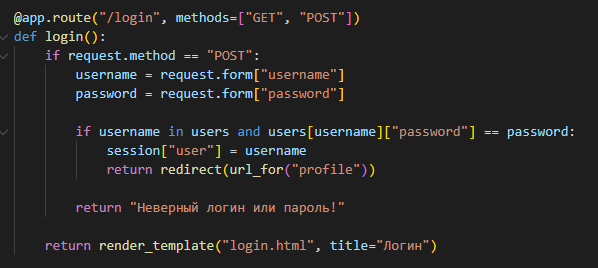 @app.route("/login", methods=["GET", "POST"])
def login():
    if request.method == "POST":
        username = request.form["username"]
        password = request.form["password"]

        if username in users and users[username]["password"] == password:
            session["user"] = username
            return redirect(url_for("profile"))

        return "Неверный логин или пароль!"

    return render_template("login.html", title="Логин")